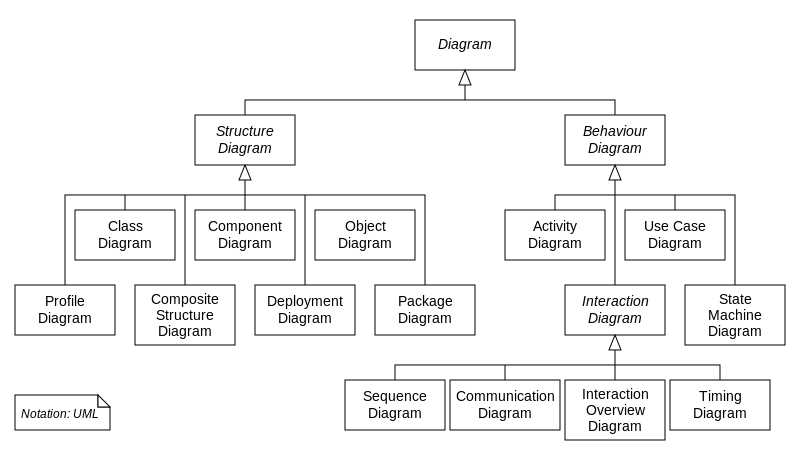 Diagram
Structure
Diagram
Behaviour
Diagram
Class
Diagram
Component
Diagram
Object
Diagram
Activity
Diagram
Use Case
Diagram
Profile
Diagram
Composite
Structure
Diagram
Deployment
Diagram
Package
Diagram
Interaction
Diagram
State
Machine
Diagram
Sequence
Diagram
Communication
Diagram
Interaction
Overview
Diagram
Timing
Diagram
Notation: UML